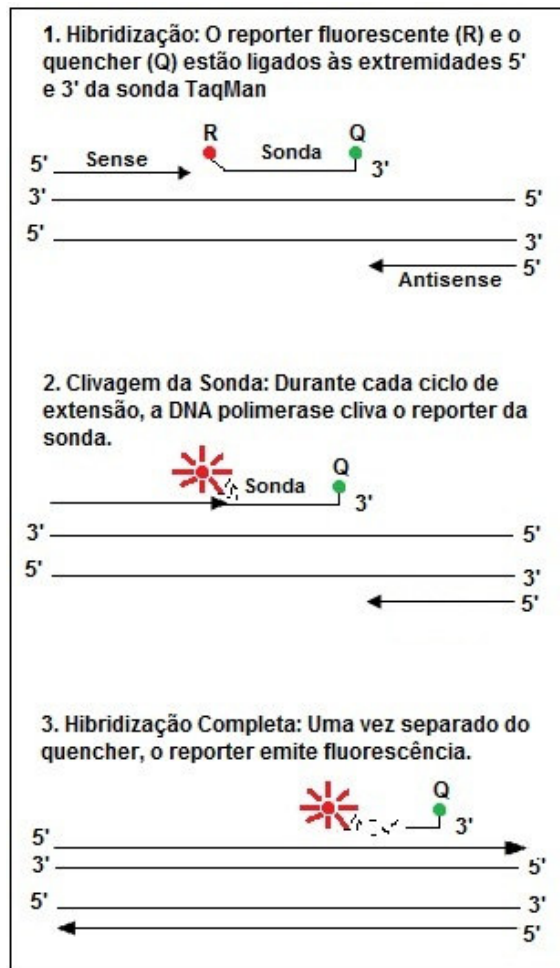 1. Hibridização: O reporter fluorescente (R) e o
quencher (Q) estão ligados às extremidades 5'
e 3' da sonda TaqMan
R Q
5' Sense Sonda 3'
3' 5'
5' 3'
5'
Antisense
2. Clivagem da Sonda: Durante cada ciclo de
extensão, a DNA polimerase cliva o reporter da
sonda.
Q
Sonda 3'
3' 5'
5' 3'
5'
3. Hibridização Completa: Uma vez separado do
quencher, o reporter emite fluorescência.
Q
3'
5'
3' 5'
5' 3'
5'